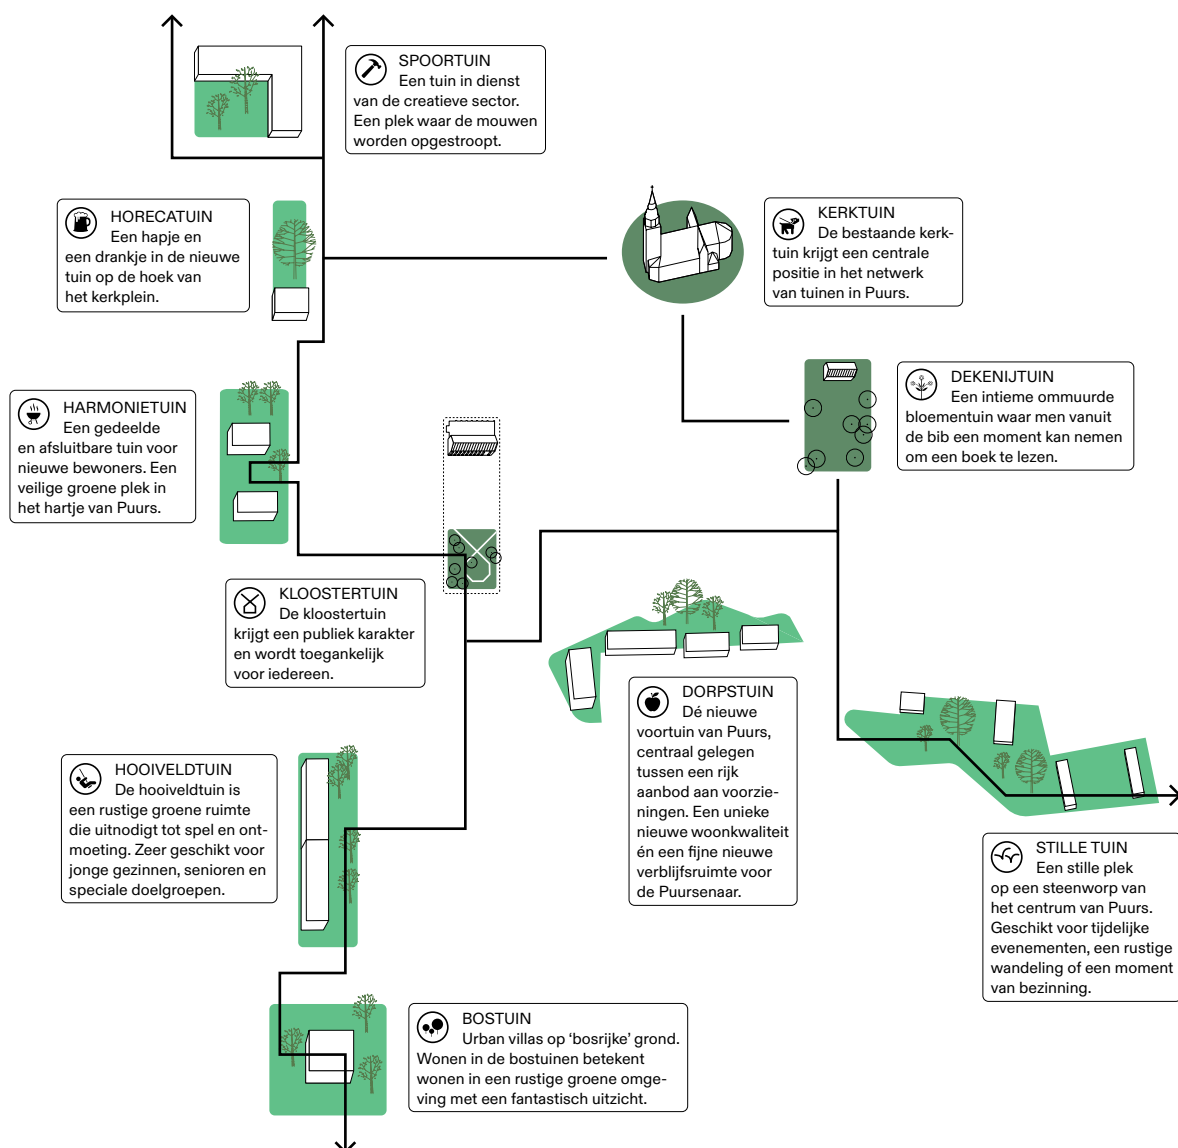 SPOORTUIN
Een tuin in dienst
van de creatieve sector.
Een plek waar de mouwen
worden opgestroopt.
HORECATUIN
Een hapje en
een drankje in de nieuwe
tuin op de hoek van
het kerkplein.
KERKTUIN
De bestaande kerk-
tuin krijgt een centrale
positie in het netwerk
van tuinen in Puurs.
HARMONIETUIN
Een gedeelde
en afsluitbare tuin voor
nieuwe bewoners. Een
veilige groene plek in
het hartje van Puurs.
DEKENIJTUIN
Een intieme ommuurde
bloementuin waar men vanuit
de bib een moment kan nemen
om een boek te lezen.
KLOOSTERTUIN
De kloostertuin
krijgt een publiek karakter
en wordt toegankelijk
voor iedereen.
DORPSTUIN
Dé nieuwe
voortuin van Puurs,
centraal gelegen
tussen een rijk
aanbod aan voorzie-
ningen. Een unieke
nieuwe woonkwaliteit
én een fijne nieuwe
verblijfsruimte voor
de Puursenaar.
HOOIVELDTUIN
De hooiveldtuin is
een rustige groene ruimte
die uitnodigt tot spel en ont-
moeting. Zeer geschikt voor
jonge gezinnen, senioren en
speciale doelgroepen.
STILLE TUIN
Een stille plek
op een steenworp van
het centrum van Puurs.
Geschikt voor tijdelijke
evenementen, een rustige
wandeling of een moment
van bezinning.
BOSTUIN
Urban villas op ‘bosrijke’ grond.
Wonen in de bostuinen betekent
wonen in een rustige groene omge-
ving met een fantastisch uitzicht.